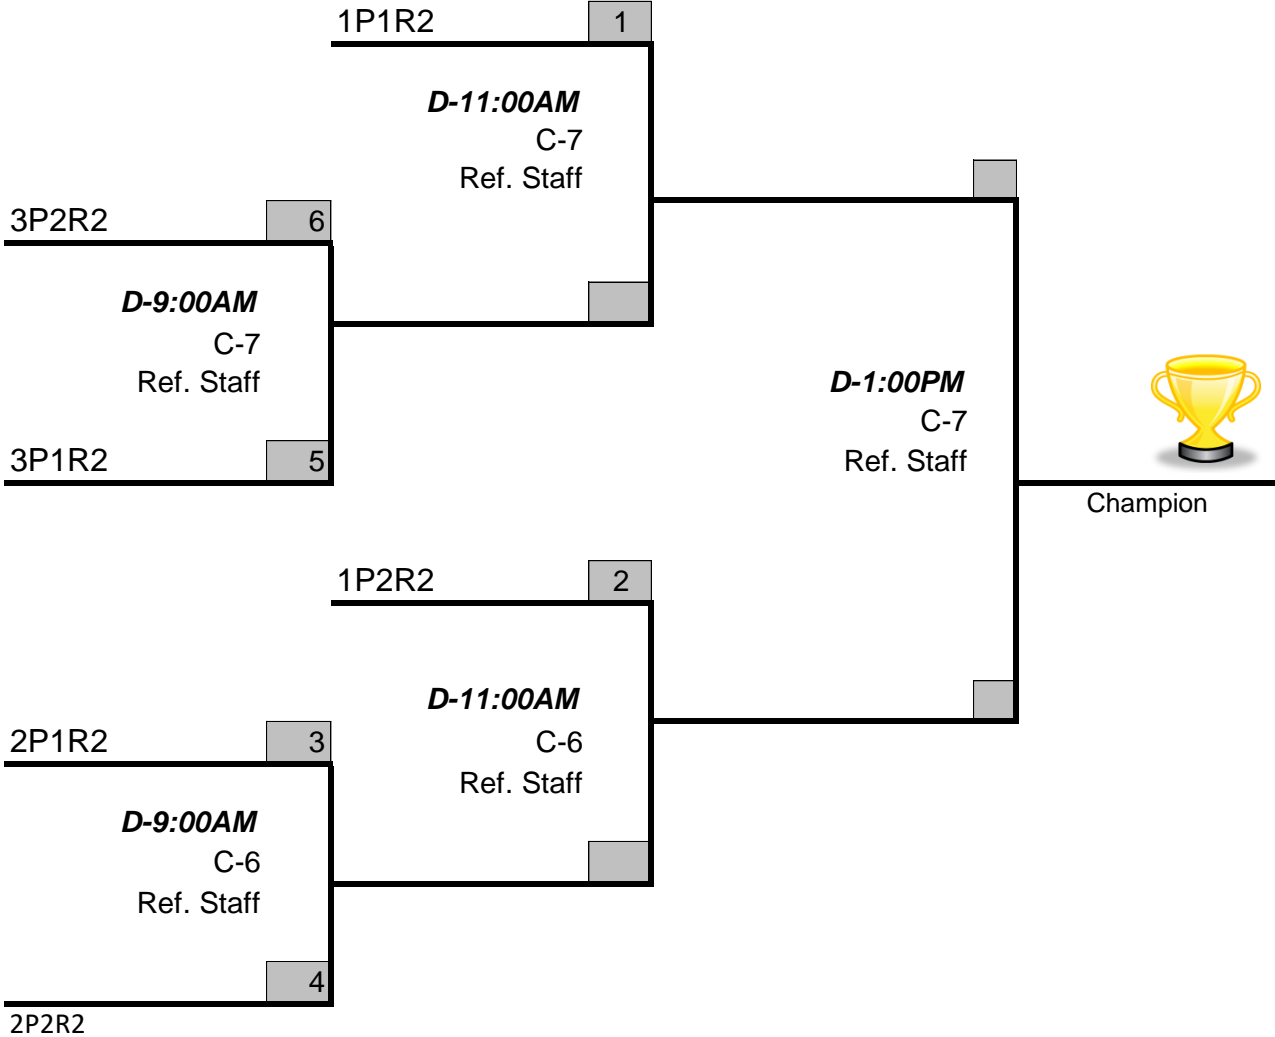 1P1R2 1
D-11:00AM
C-7
Ref. Staff
3P2R2 6
D-9:00AM
C-7
Ref. Staff
3P1R2 5
D-1:00PM
C-7
Ref. Staff
Champion
1P2R2 2
D-11:00AM
C-6
Ref. Staff
2P1R2 3
D-9:00AM
C-6
Ref. Staff
4
2P2R2